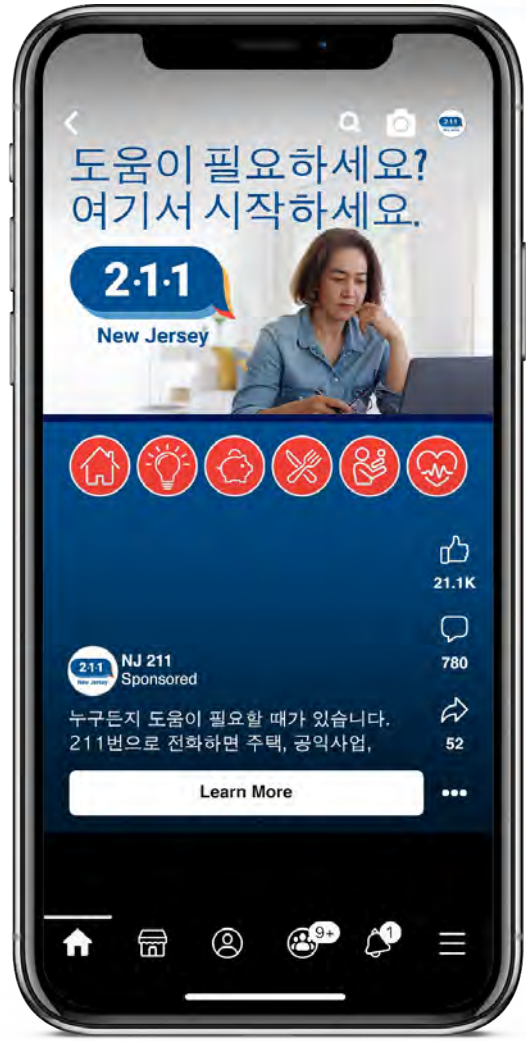 211
도움이 필요하세요?
여기서 시작하세요.
2·1·1
New Jersey
21.1K
780
52
2·1·1
New Jersey
NJ 211
Sponsored
누구든지 도움이 필요할 때가 있습니다.
211번으로 전화하면 주택, 공익사업,
Learn More
9+
1